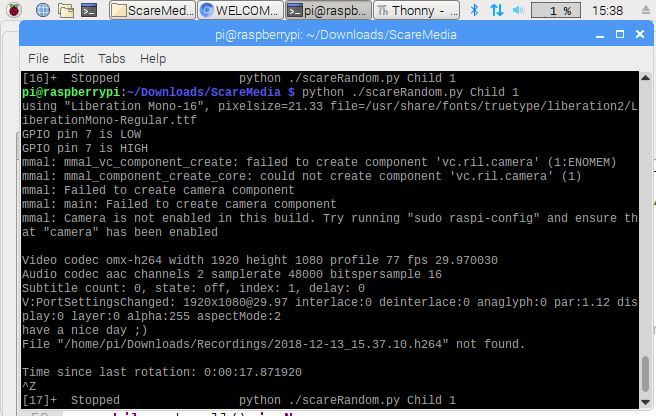 ScareMed...
WELCOM...
pi@raspb...
Thonny - ...
1 %
15:38
pi@raspberrypi: ~/Downloads/ScareMedia
File Edit Tabs Help
[16]+  Stopped                 python ./scareRandom.py Child 1
pi@raspberrypi:~/Downloads/ScareMedia $ python ./scareRandom.py Child 1
using "Liberation Mono-16", pixelsize=21.33 file=/usr/share/fonts/truetype/liberation2/L
iberationMono-Regular.ttf
GPIO pin 7 is LOW
GPIO pin 7 is HIGH
mmal: mmal_vc_component_create: failed to create component 'vc.ril.camera' (1:ENOMEM)
mmal: mmal_component_create_core: could not create component 'vc.ril.camera' (1)
mmal: Failed to create camera component
mmal: main: Failed to create camera component
mmal: Camera is not enabled in this build. Try running "sudo raspi-config" and ensure th
at "camera" has been enabled
Video codec omx-h264 width 1920 height 1080 profile 77 fps 29.970030
Audio codec aac channels 2 samplerate 48000 bitspersample 16
Subtitle count: 0, state: off, index: 1, delay: 0
V:PortSettingsChanged: 1920x1080@29.97 interlace:0 deinterlace:0 anaglyph:0 par:1.12 dis
play:0 layer:0 alpha:255 aspectMode:2
have a nice day ;)
File "/home/pi/Downloads/Recordings/2018-12-13_15.37.10.h264" not found.
Time since last rotation: 0:00:17.871920
^Z
[17]+  Stopped                 python ./scareRandom.py Child 1